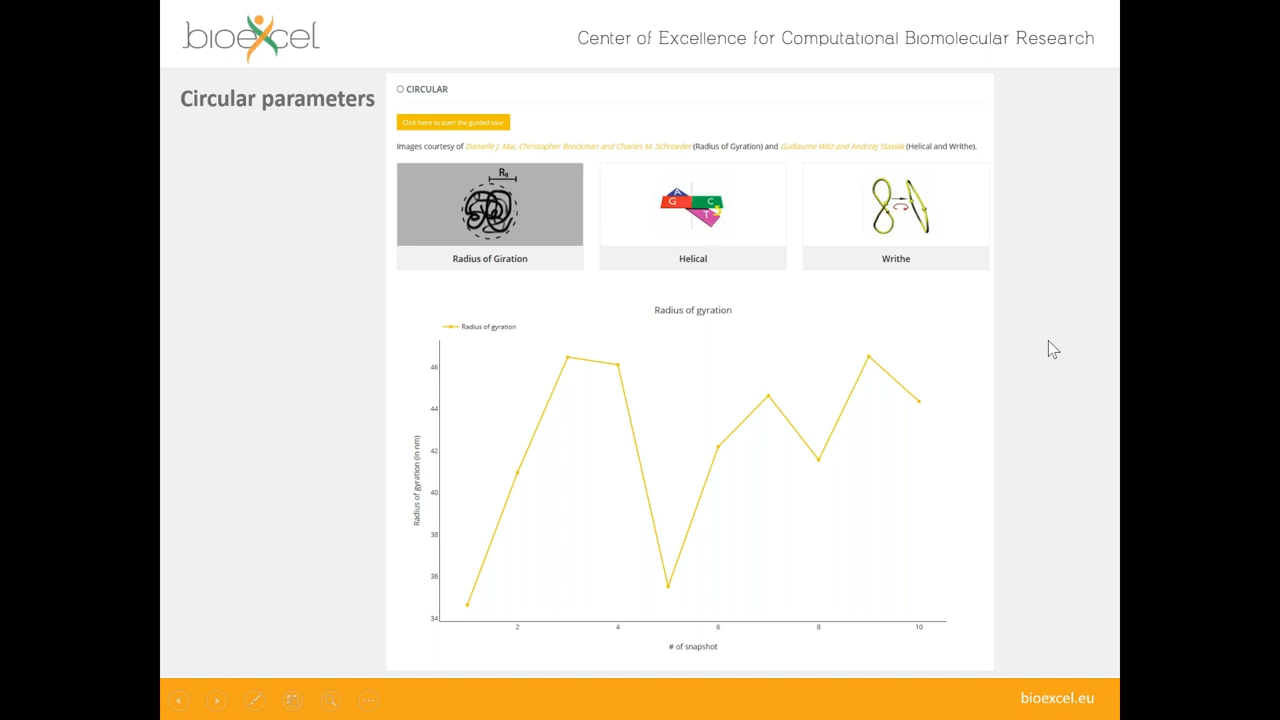 bioexcel
Center of Excellence for Computational Biomolecular Research
Circular parameters
CIRCULAR
Click here to start the guided tour
Images courtesy of Danielle J. Mai, Christopher Brockman and Charles M. Schroeder (Radius of Gyration) and Guillaume Witz and Andrzej Stasiak (Helical and Writhe).
Rg
A
G C
T
Radius of Giration
Helical
Writhe
Radius of gyration
Radius of gyration
Radius of gyration (in nm)
46
44
42
40
38
36
34
2 4 6 8 10
# of snapshot
bioexcel.eu